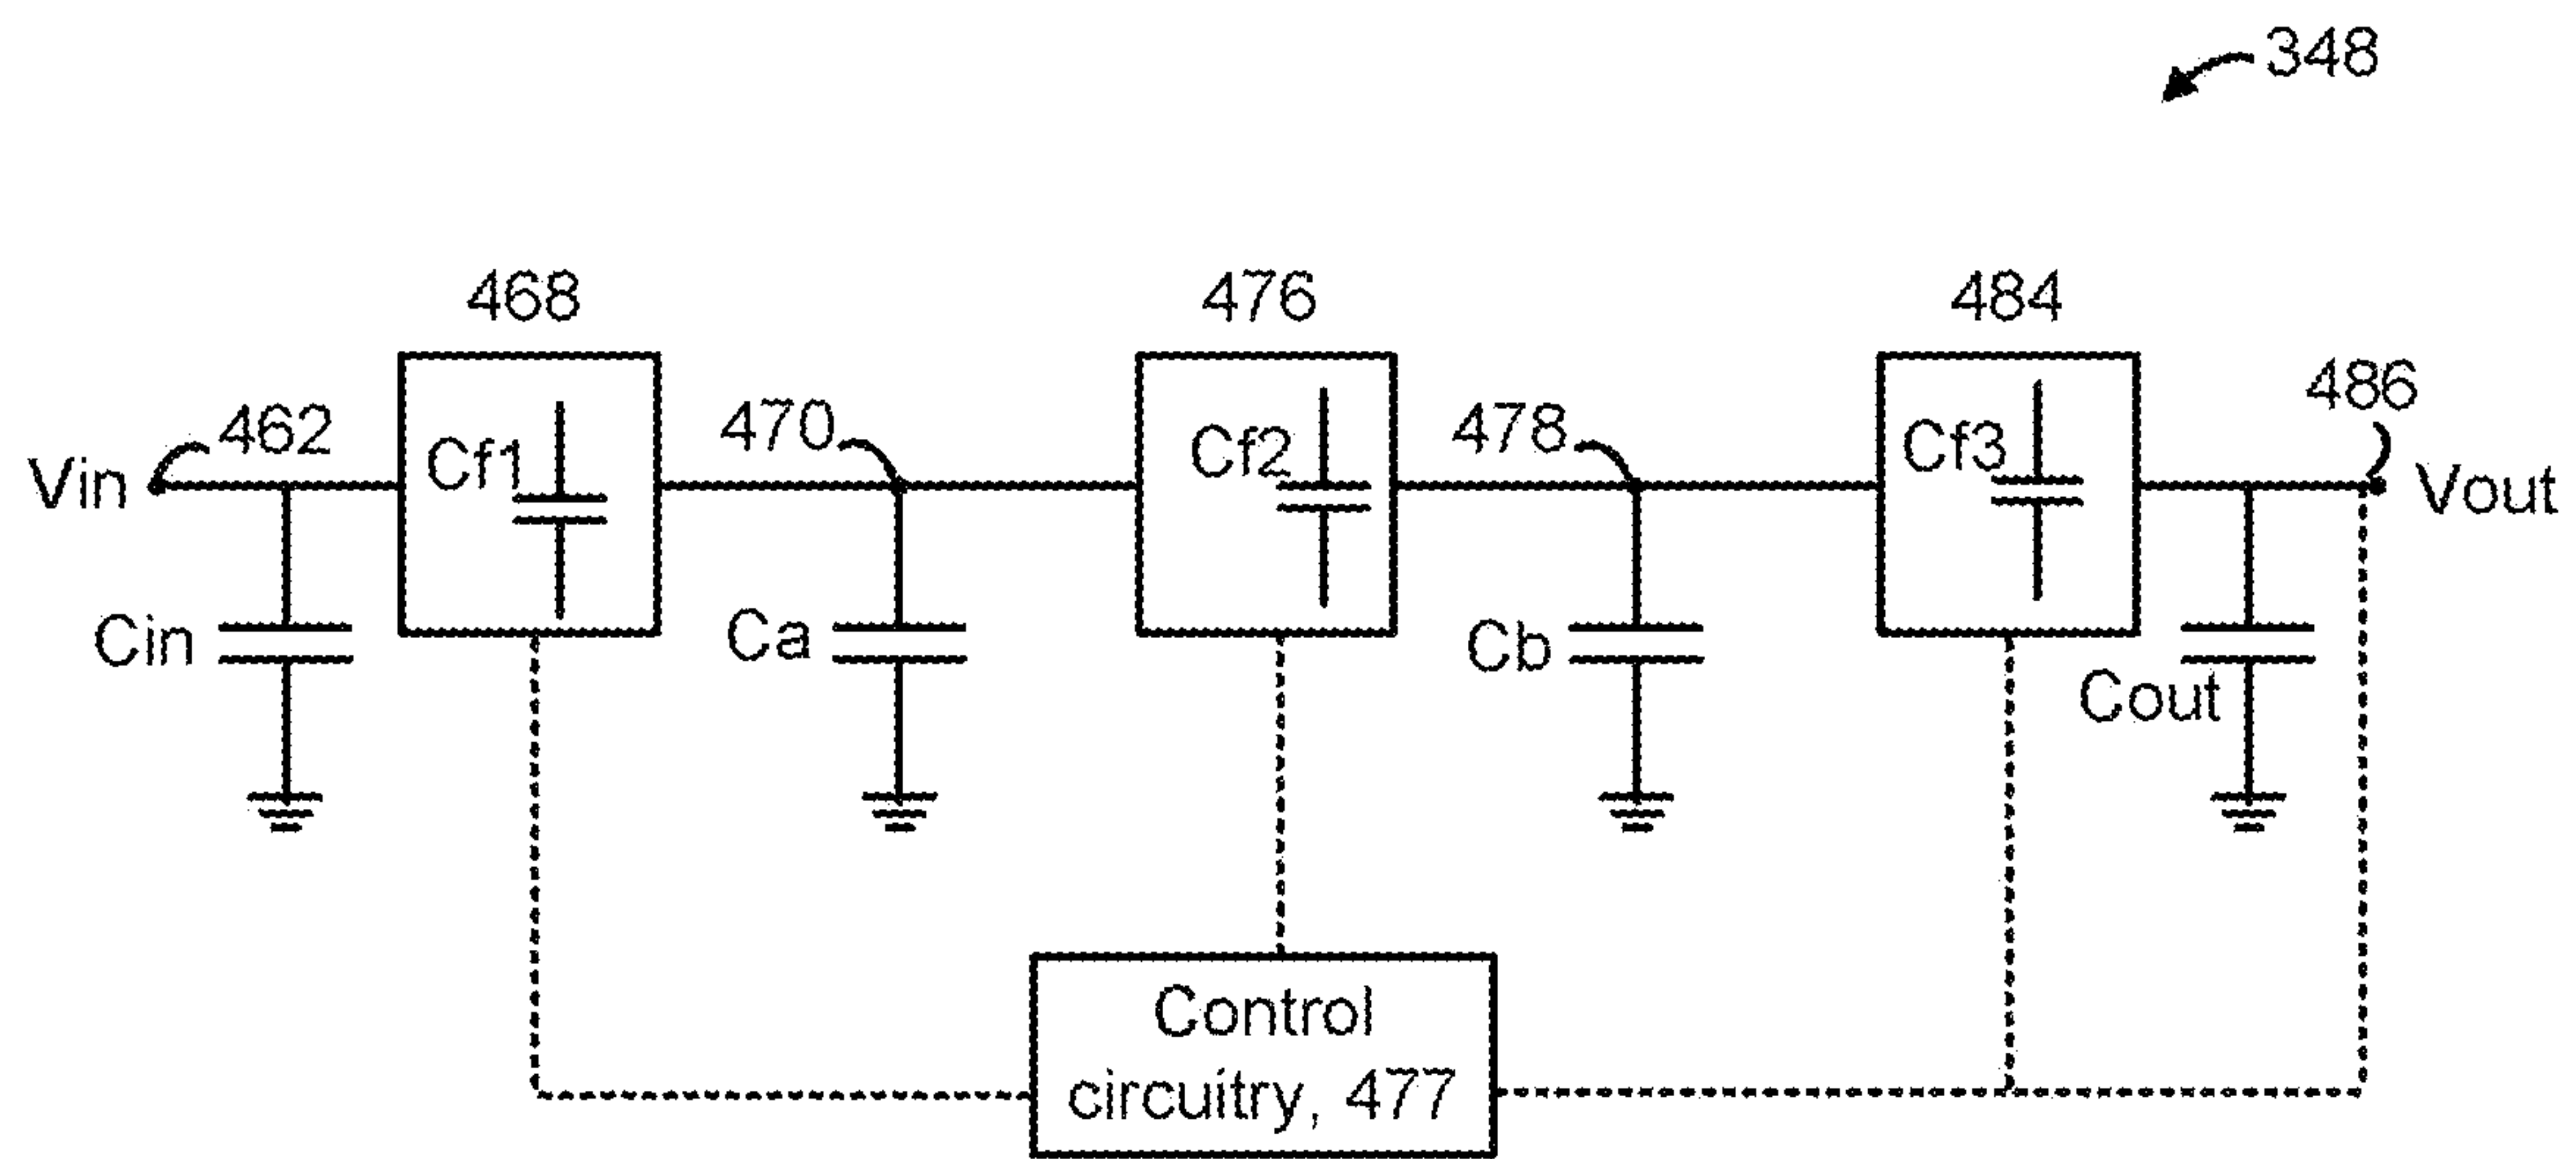 348
468
476
484
486
462
470
478
Vin
Cf1
Cf2
Cf3
Vout
Cin
Ca
Cb
Cout
Control
circuitry, 477